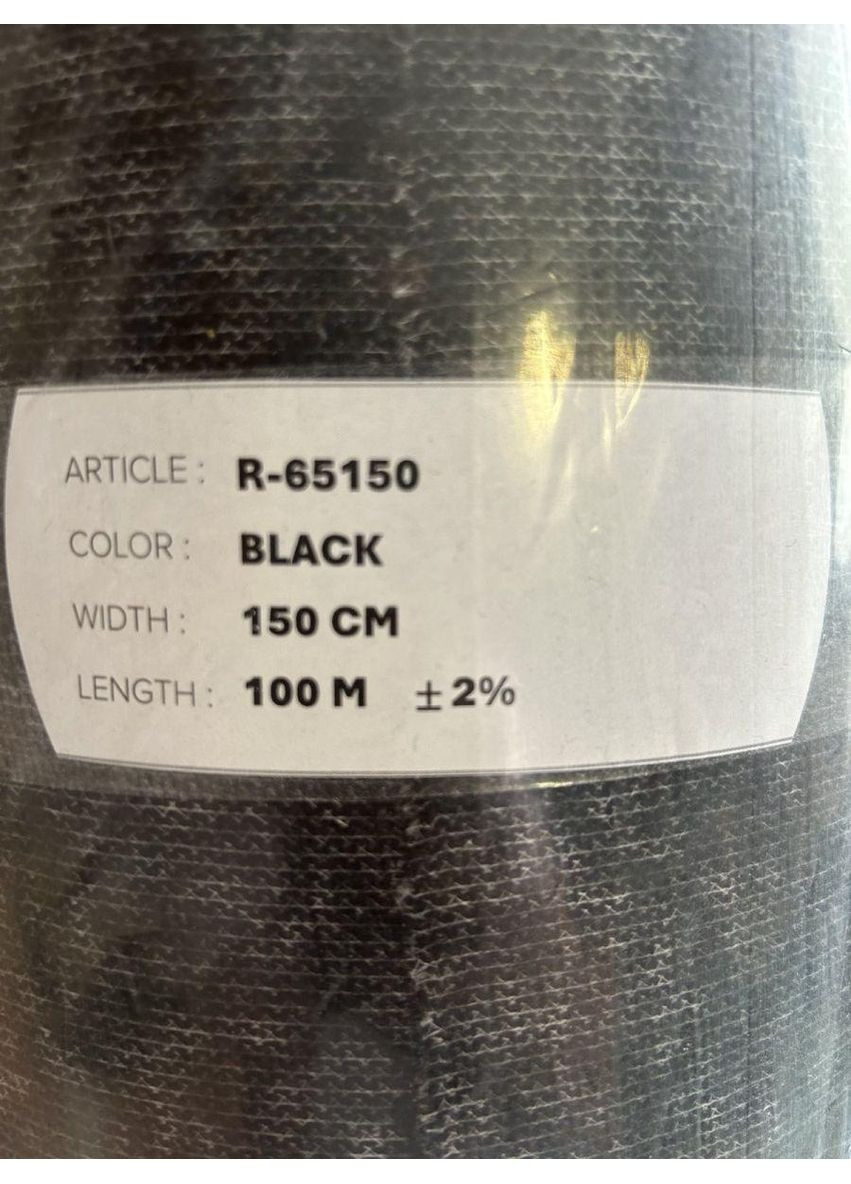 ARTICLE : R-65150
COLOR : BLACK
WIDTH : 150 CM
LENGTH : 100 M ±2%